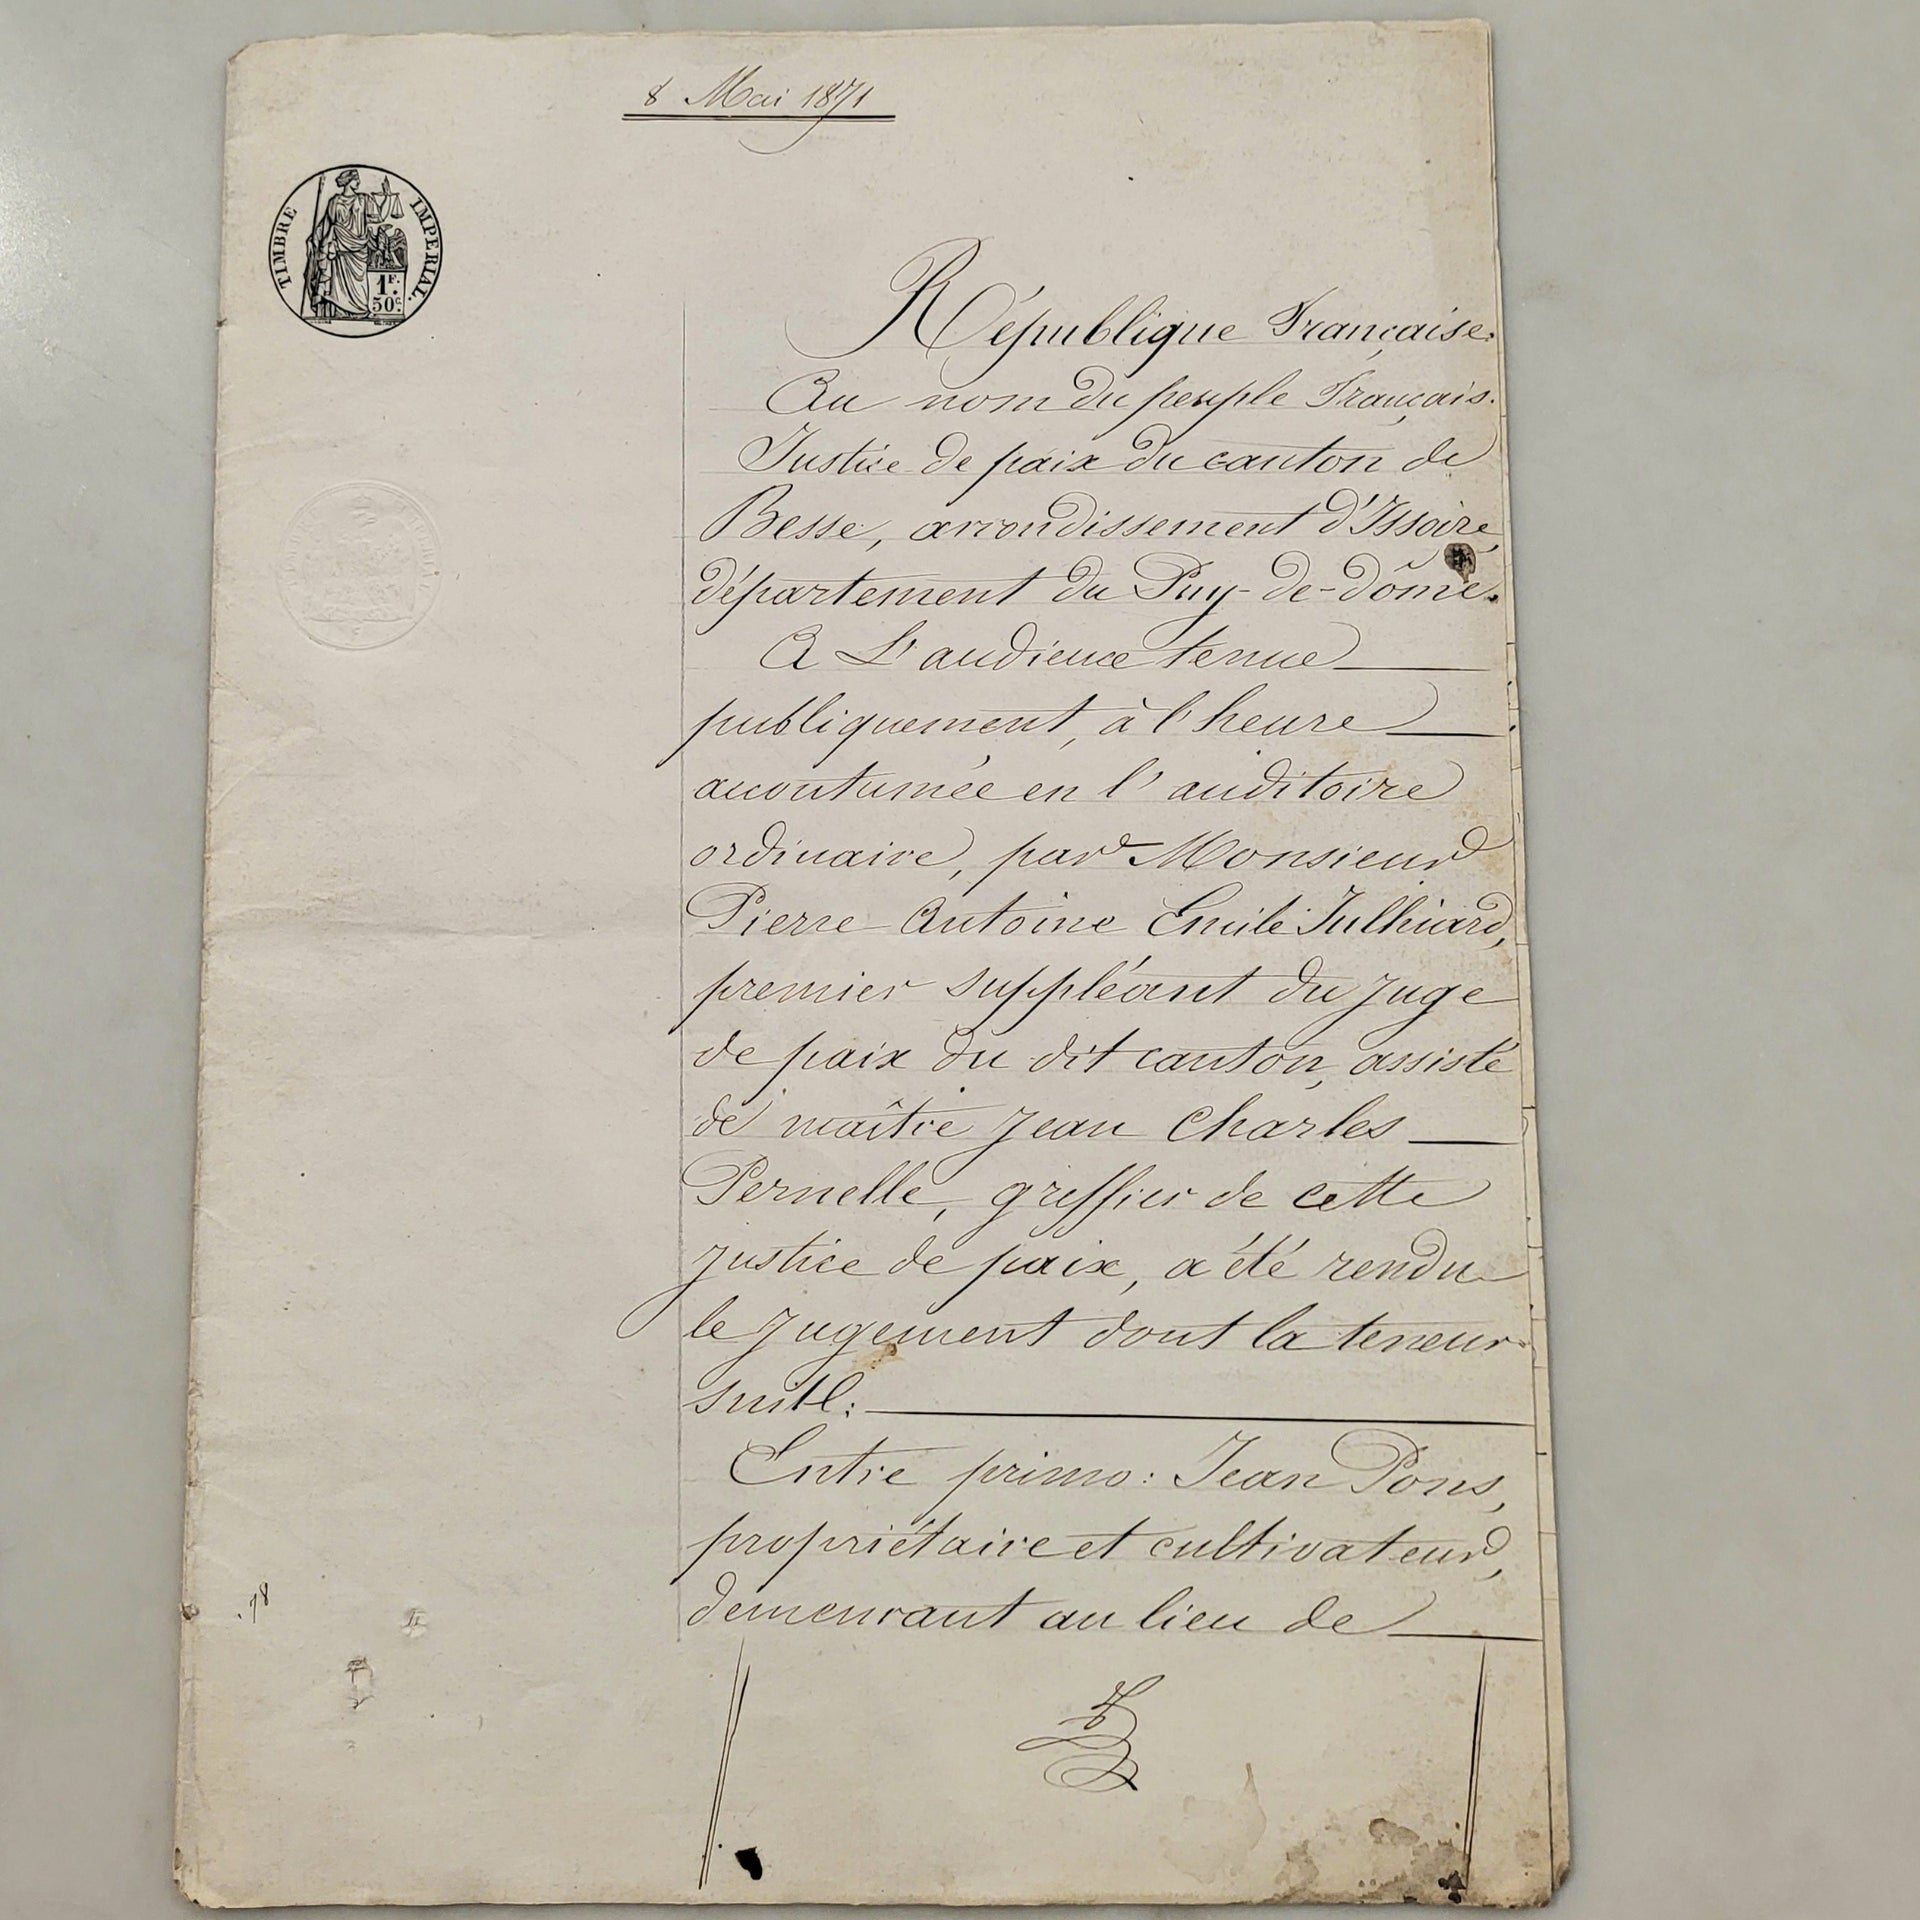 8 Mai 1871
TIMBRE IMPERIAL.
1F.
50c.
République Française.
Au nom du peuple Français.
Justice de paix du canton de
Besse, arrondissement d'Issoire,
département du Puy-de-dôme.
A L'audience tenue
publiquement, à l'heure
accoutumée en l'auditoire
ordinaire, par Monsieur
Pierre Antoine Emile Julhiard,
premier suppléant du juge
de paix du dit canton, assisté
de maître Jean Charles
Pernelle, greffier de cette
justice de paix, a été rendu
le jugement dont la teneur
suit:
Entre primo: Jean Pons,
propriétaire et cultivateur,
demeurant au lieu de